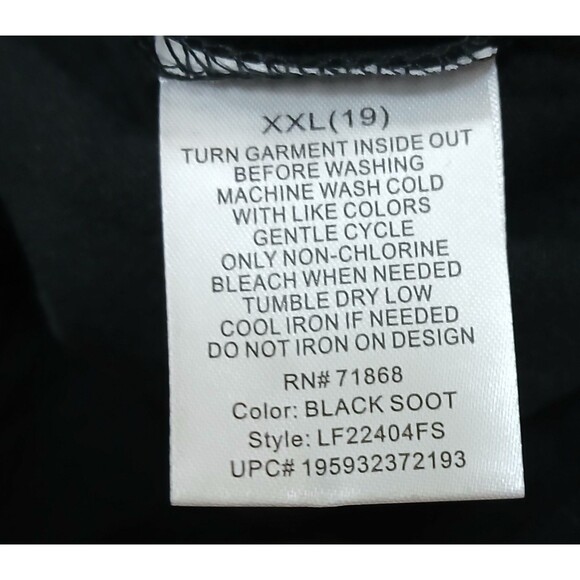 XXL(19)
TURN GARMENT INSIDE OUT
BEFORE WASHING
MACHINE WASH COLD
WITH LIKE COLORS
GENTLE CYCLE
ONLY NON-CHLORINE
BLEACH WHEN NEEDED
TUMBLE DRY LOW
COOL IRON IF NEEDED
DO NOT IRON ON DESIGN
RN# 71868
Color: BLACK SOOT
Style: LF22404FS
UPC# 195932372193